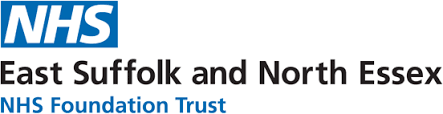 NHS
East Suffolk and North Essex
NHS Foundation Trust